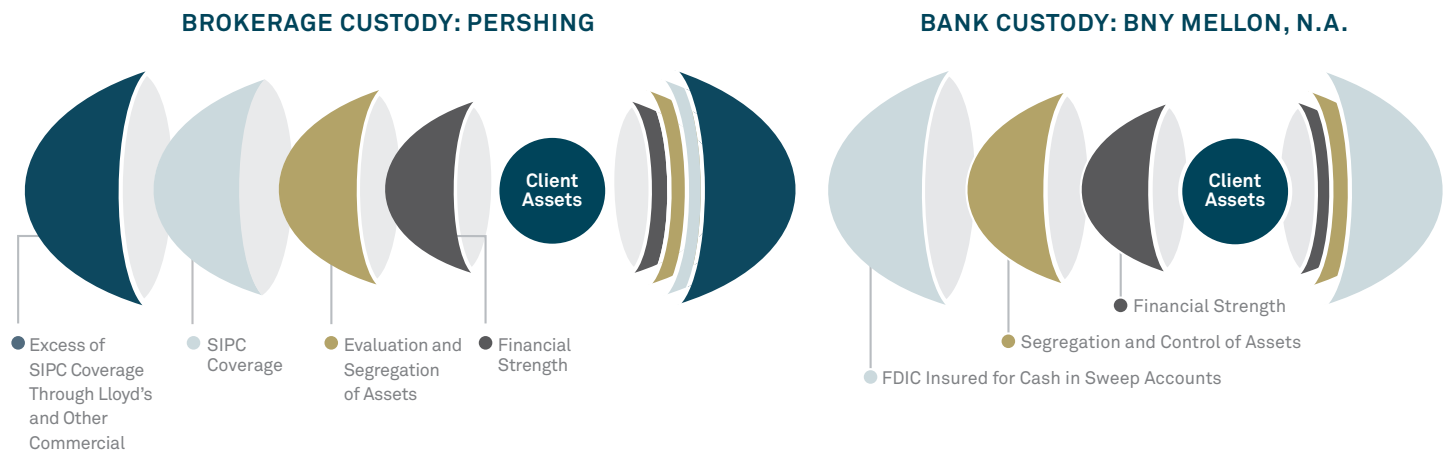 BROKERAGE CUSTODY: PERSHING
Client
Assets
Excess of
SIPC Coverage
Through Lloyd's
and Other
Commercial
SIPC
Coverage
Evaluation and
Segregation
of Assets
Financial
Strength
BANK CUSTODY: BNY MELLON, N.A.
Client
Assets
Financial Strength
Segregation and Control of Assets
FDIC Insured for Cash in Sweep Accounts